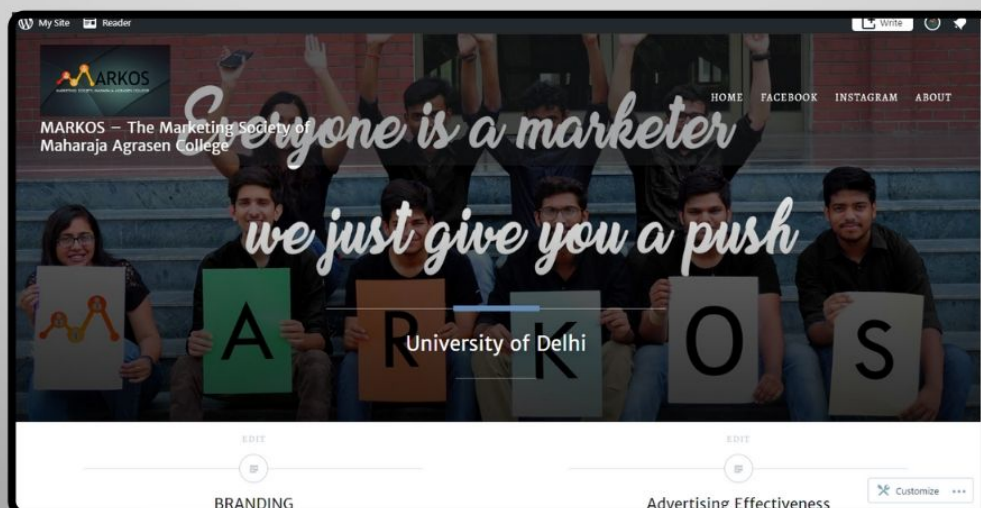 My Site
Reader
Write
ARKOS
HOME
FACEBOOK
INSTAGRAM
ABOUT
MARKOS – The Marketing Society of
Maharaja Agrasen College
Everyone is a marketer
we just give you a push
A
R
K
O
S
University of Delhi
EDIT
EDIT
BRANDING
Advertising Effectiveness
Customize